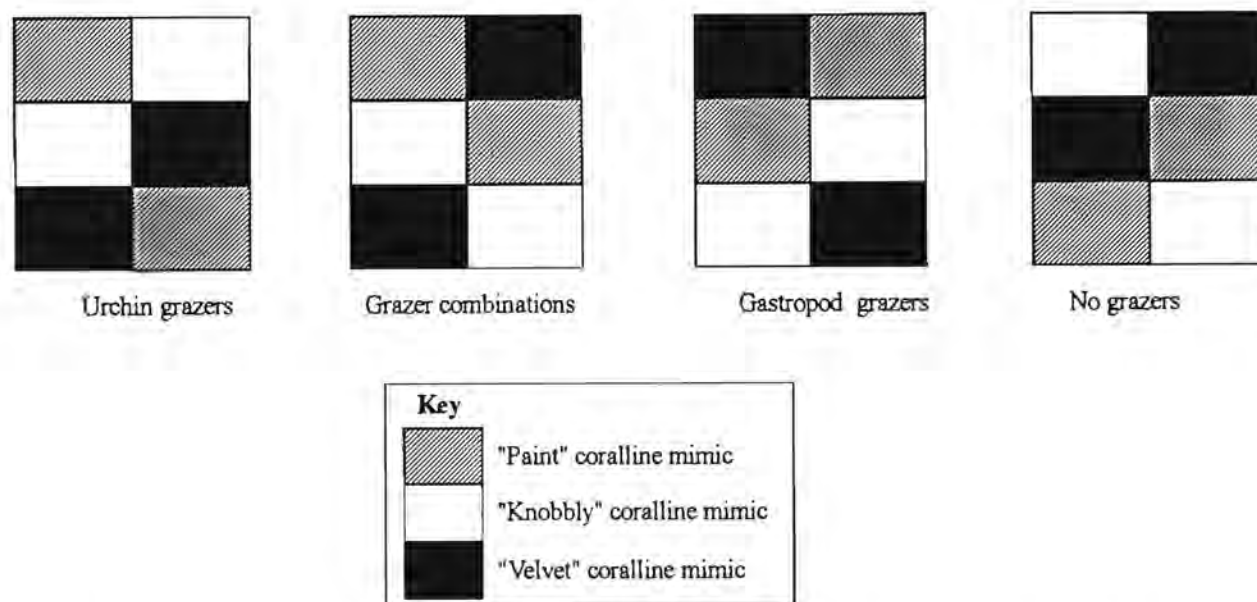 Urchin grazers
Grazer combinations
Gastropod grazers
No grazers
Key
"Paint" coralline mimic
"Knobbly" coralline mimic
"Velvet" coralline mimic